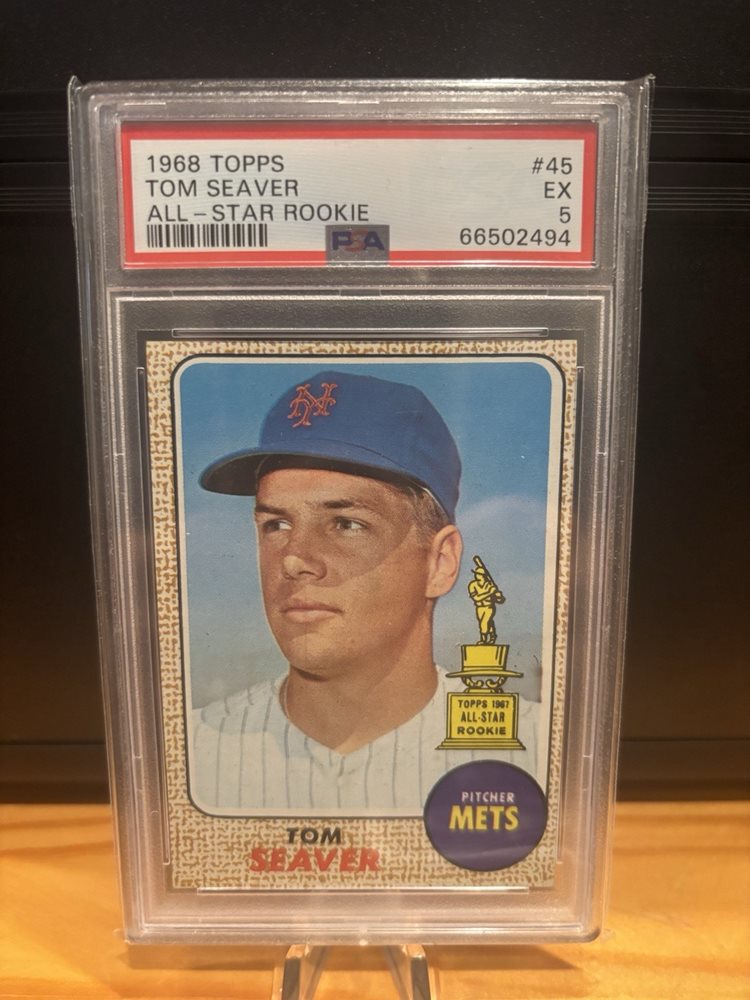 1968 TOPPS #45
TOM SEAVER EX
ALL-STAR ROOKIE 5
PSA 66502494
NY
TOPPS 1967
ALL-STAR
ROOKIE
PITCHER
METS
TOM
SEAVER